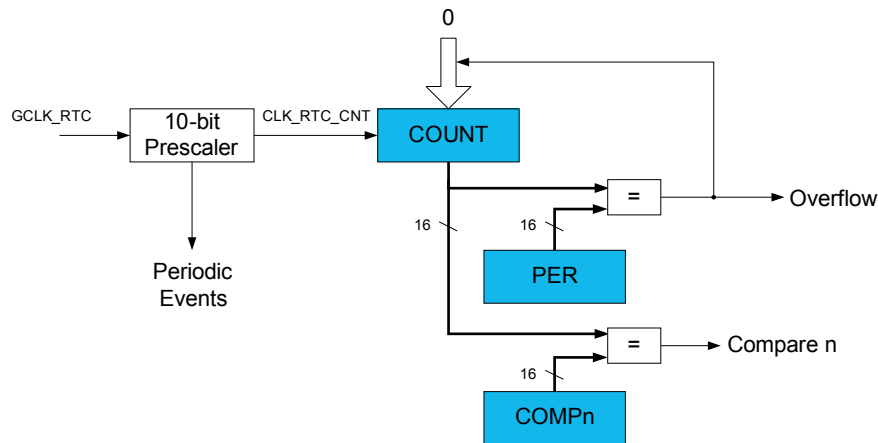 0
GCLK_RTC
10-bit
Prescaler
CLK_RTC_CNT
COUNT
=
Overflow
16
16
PER
Periodic
Events
=
Compare n
16
COMPn